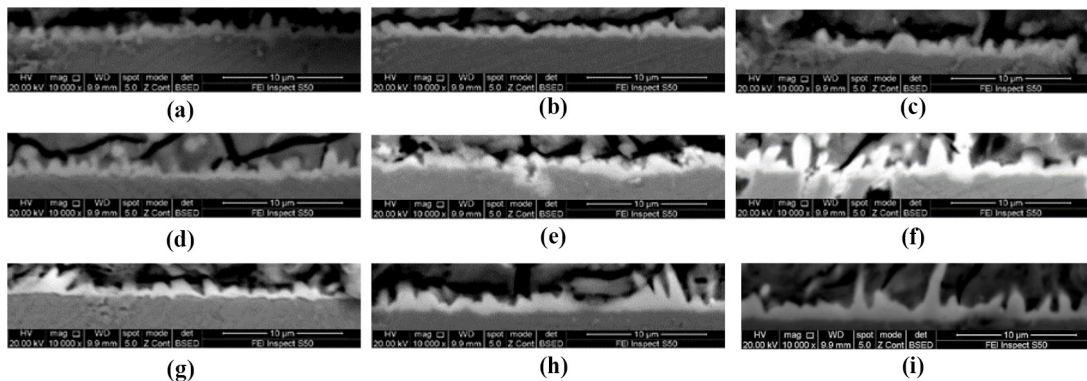 HV mag □ WD spot mode det 10 µm
20.00 kV 10 000 x 9.9 mm 5.0 Z Cont BSED FEI Inspect S50
(a)
HV mag □ WD spot mode det 10 µm
20.00 kV 10 000 x 9.9 mm 5.0 Z Cont BSED FEI Inspect S50
(b)
HV mag □ WD spot mode det 10 µm
20.00 kV 10 000 x 9.9 mm 5.0 Z Cont BSED FEI Inspect S50
(c)
HV mag □ WD spot mode det 10 µm
20.00 kV 10 000 x 9.9 mm 5.0 Z Cont BSED FEI Inspect S50
(d)
HV mag □ WD spot mode det 10 µm
20.00 kV 10 000 x 9.9 mm 5.0 Z Cont BSED FEI Inspect S50
(e)
HV mag □ WD spot mode det 10 µm
20.00 kV 10 000 x 9.9 mm 5.0 Z Cont BSED FEI Inspect S50
(f)
HV mag □ WD spot mode det 10 µm
20.00 kV 10 000 x 9.9 mm 5.0 Z Cont BSED FEI Inspect S50
(g)
HV mag □ WD spot mode det 10 µm
20.00 kV 10 000 x 9.9 mm 5.0 Z Cont BSED FEI Inspect S50
(h)
HV mag □ WD spot mode det 10 µm
20.00 kV 10 000 x 9.9 mm 5.0 Z Cont BSED FEI Inspect S50
(i)